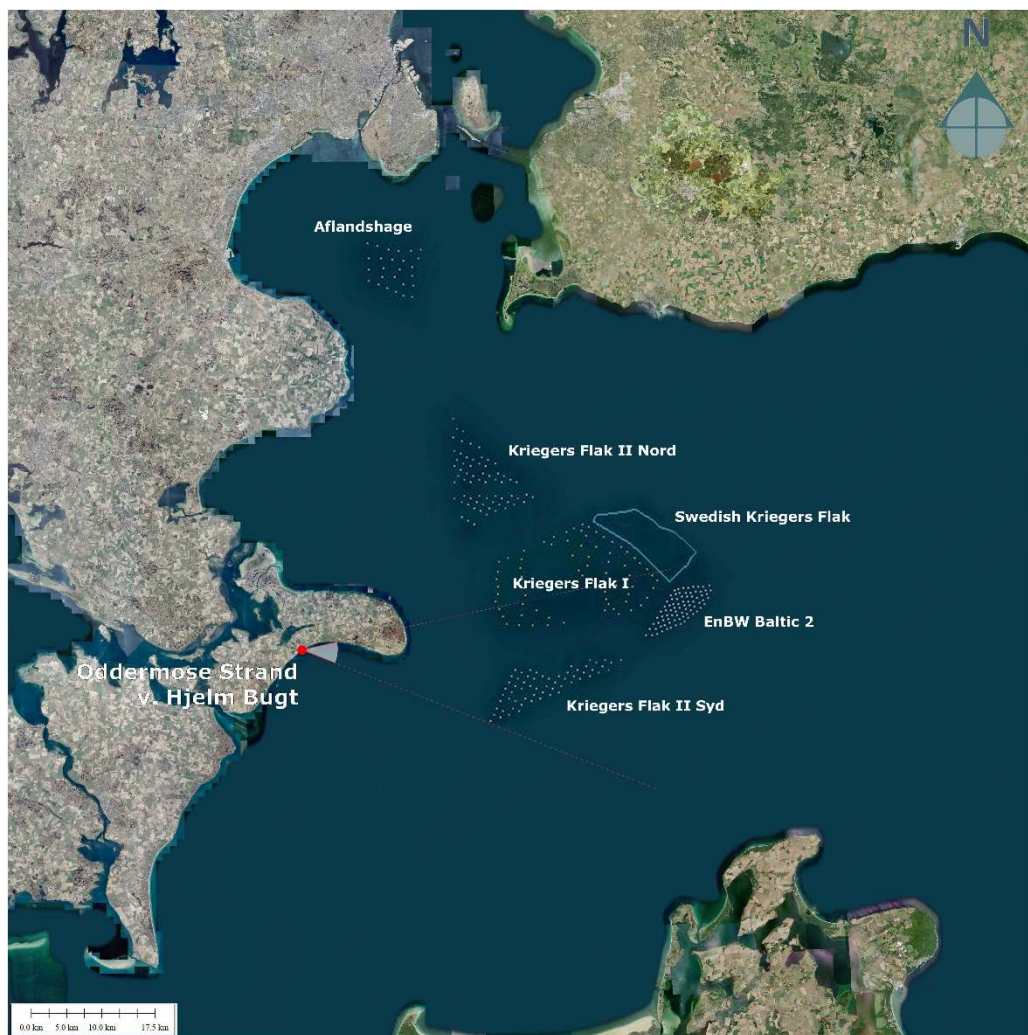 N
Aflandshage
Kriegers Flak II Nord
Swedish Kriegers Flak
Kriegers Flak I
EnBW Baltic 2
Oddermose Strand
v. Hjelm Bugt
Kriegers Flak II Syd
0.0 km 5.0 km 10.0 km 17.5 km